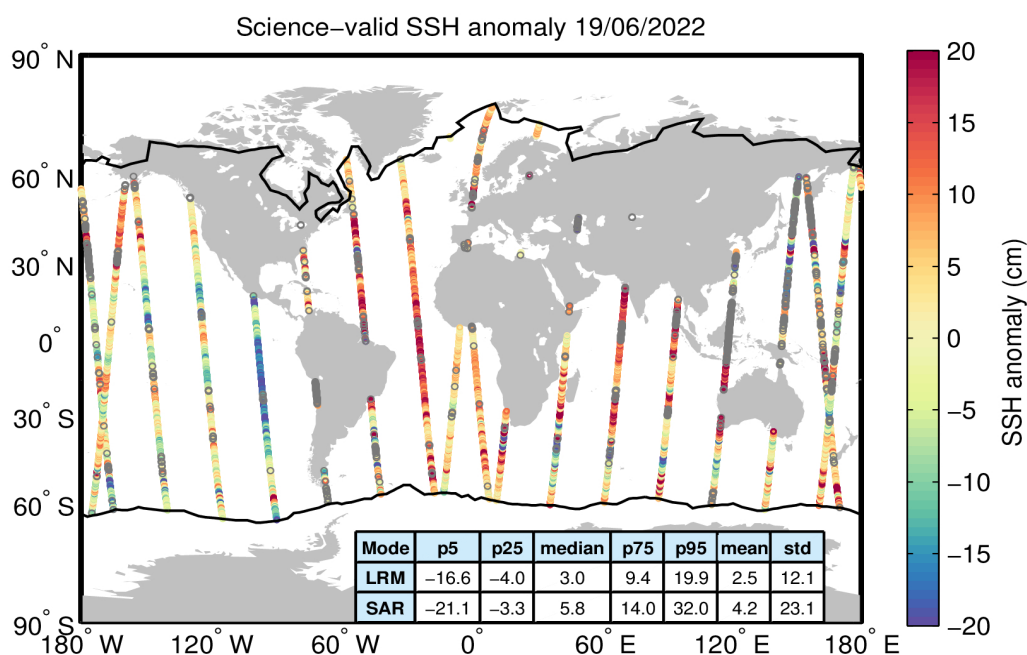 Science−valid SSH anomaly 19/06/2022
90° N
60° N
30° N
0°
30° S
60° S
90° S
180° W
120° W
60° W
0°
60° E
120° E
180° E
Mode p5 p25 median p75 p95 mean std
LRM −16.6 −4.0 3.0 9.4 19.9 2.5 12.1
SAR −21.1 −3.3 5.8 14.0 32.0 4.2 23.1
20
15
10
5
0
−5
−10
−15
−20
SSH anomaly (cm)